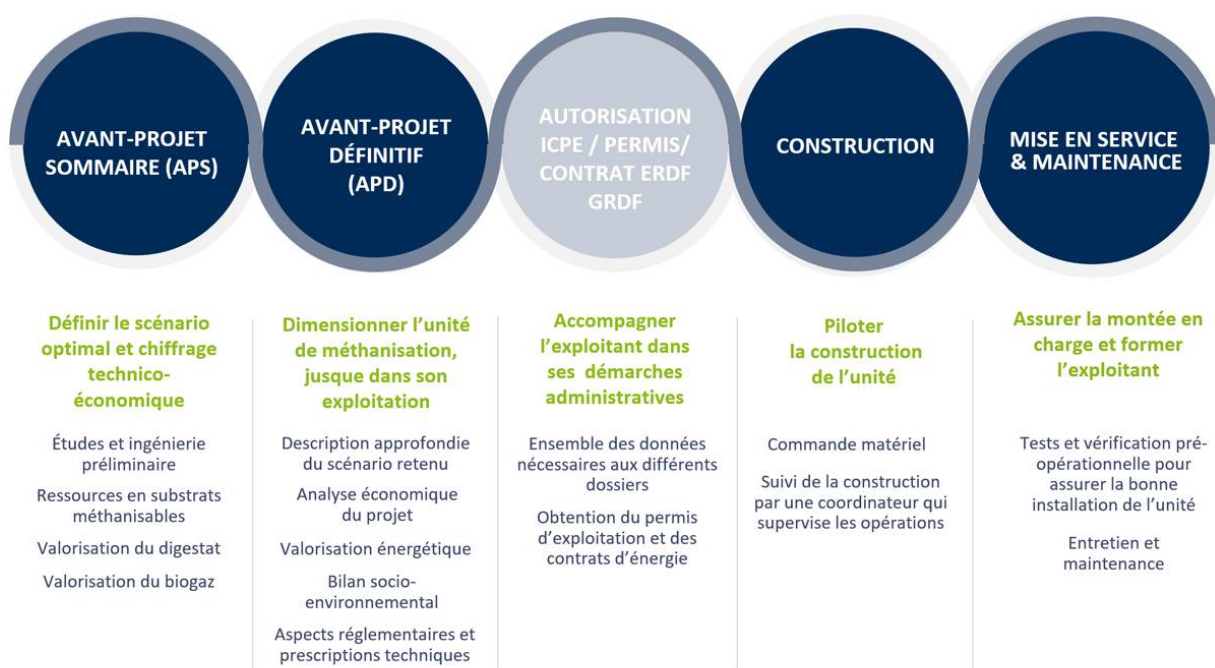 AVANT-PROJET
SOMMAIRE (APS)
AVANT-PROJET
DÉFINITIF
(APD)
AUTORISATION
ICPE / PERMIS/
CONTRAT ERDF
GRDF
CONSTRUCTION
MISE EN SERVICE
& MAINTENANCE
Définir le scénario
optimal et chiffrage
technico-
économique
Études et ingénierie
préliminaire
Ressources en substrats
méthanisables
Valorisation du digestat
Valorisation du biogaz
Dimensionner l’unité
de méthanisation,
jusque dans son
exploitation
Description approfondie
du scénario retenu
Analyse économique
du projet
Valorisation énergétique
Bilan socio-
environnemental
Aspects réglementaires et
prescriptions techniques
Accompagner
l’exploitant dans
ses démarches
administratives
Ensemble des données
nécessaires aux différents
dossiers
Obtention du permis
d’exploitation et des
contrats d’énergie
Piloter
la construction
de l’unité
Commande matériel
Suivi de la construction
par une coordinateur qui
supervise les opérations
Assurer la montée en
charge et former
l’exploitant
Tests et vérification pré-
opérationnelle pour
assurer la bonne
installation de l’unité
Entretien et
maintenance